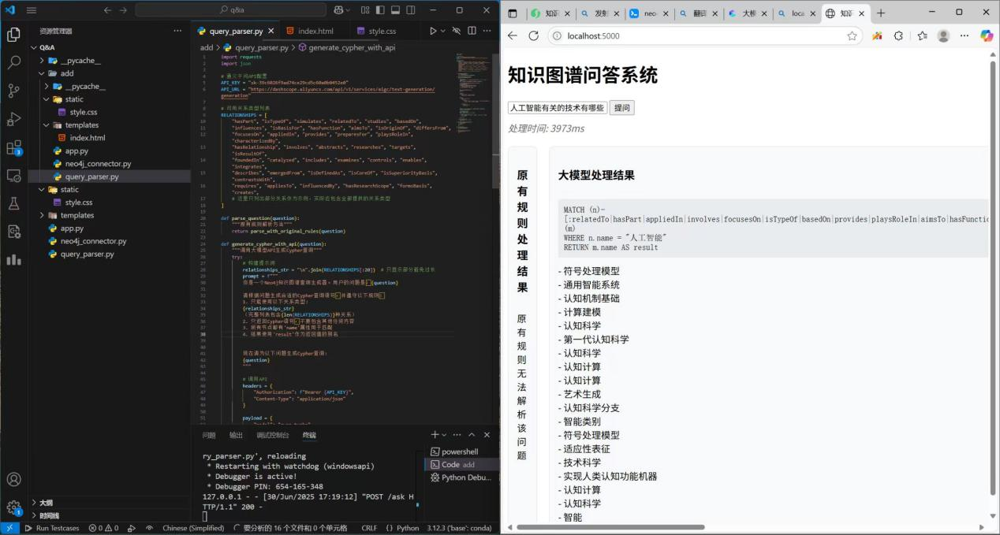 q&a
资源管理器
Q&A
__pycache__
add
__pycache__
static
style.css
templates
index.html
app.py
neo4j_connector.py
query_parser.py
static
style.css
templates
app.py
neo4j_connector.py
query_parser.py
大纲
时间线
query_parser.py
index.html
style.css
add > query_parser.py > generate_cypher_with_api
import requests
import json
# 通义千问API配置
API_URL = "https://dashscope.aliyuncs.com/api/v1/services/aigc/text-generation/
generation"
# 可用关系类型列表
RELATIONSHIPS = [
"hasPart", "isTypeOf", "simulates", "relatedTo", "studies", "basedOn",
"influences", "isBasisFor", "hasFunction", "aimsTo", "isOriginOf", "differsFrom",
"focusesOn", "appliedIn", "provides", "preparesFor", "playsRoleIn",
"characterizedBy",
"hasRelationship", "involves", "abstracts", "researches", "targets",
"isResultOf",
"foundedIn", "catalyzed", "includes", "examines", "controls", "enables",
"integrates",
"describes", "emergedFrom", "isDefinedAs", "isCoreOf", "isSuperiorityBasis",
"contrastsWith",
"requires", "appliesTo", "influencedBy", "hasResearchScope", "formsBasis",
"creates",
# 这里只列出部分关系作为示例，实际应包含全部提供的关系类型
]
def parse_question(question):
"""原有规则解析方法"""
return parse_with_original_rules(question)
def generate_cypher_with_api(question):
"""调用大模型API生成Cypher查询"""
try:
# 构建提示词
relationships_str = "\n".join(RELATIONSHIPS[:20]) # 只显示部分避免过长
prompt = f"""
你是一个Neo4j知识图谱查询生成器。用户的问题是：{question}
请根据问题生成合适的Cypher查询语句，并遵守以下规则：
1. 只能使用以下关系类型:
{relationships_str}
（完整列表包含{len(RELATIONSHIPS)}种关系）
2. 只返回Cypher语句，不要包含其他任何内容
3. 所有节点都有'name'属性用于匹配
4. 结果使用'result'作为返回值的别名
现在请为以下问题生成Cypher查询:
{question}
"""
# 调用API
headers = {
"Authorization": f"Bearer {API_KEY}",
"Content-Type": "application/json"
}
payload = {
问题 输出 调试控制台 终端
ry_parser.py', reloading
* Restarting with watchdog (windowsapi)
* Debugger is active!
* Debugger PIN: 654-165-348
127.0.0.1 - - [30/Jun/2025 17:19:12] "POST /ask H
TTP/1.1" 200 -
powershell
Code add
Python Debu...
Run Testcases 0 0 Chinese (Simplified) 要分析的 16 个文件和 0 个单元格 CRLF {} Python 3.12.3 ('base': conda)
知识 发射 neo- 翻译 大模 loca 知识
localhost:5000
知识图谱问答系统
人工智能有关的技术有哪些 提问
处理时间: 3973ms
原有规则处理结果
原有规则无法解析该问题
大模型处理结果
MATCH (n)-
[:relatedTo|hasPart|appliedIn|involves|focusesOn|isTypeOf|basedOn|provides|playsRoleIn|aimsTo|hasFunctio
(m)
WHERE n.name = "人工智能"
RETURN m.name AS result
- 符号处理模型
- 通用智能系统
- 认知机制基础
- 计算建模
- 认知科学
- 第一代认知科学
- 认知科学
- 认知计算
- 认知计算
- 艺术生成
- 认知科学分支
- 智能类别
- 符号处理模型
- 适应性表征
- 技术科学
- 实现人类认知功能机器
- 认知计算
- 认知科学
- 智能